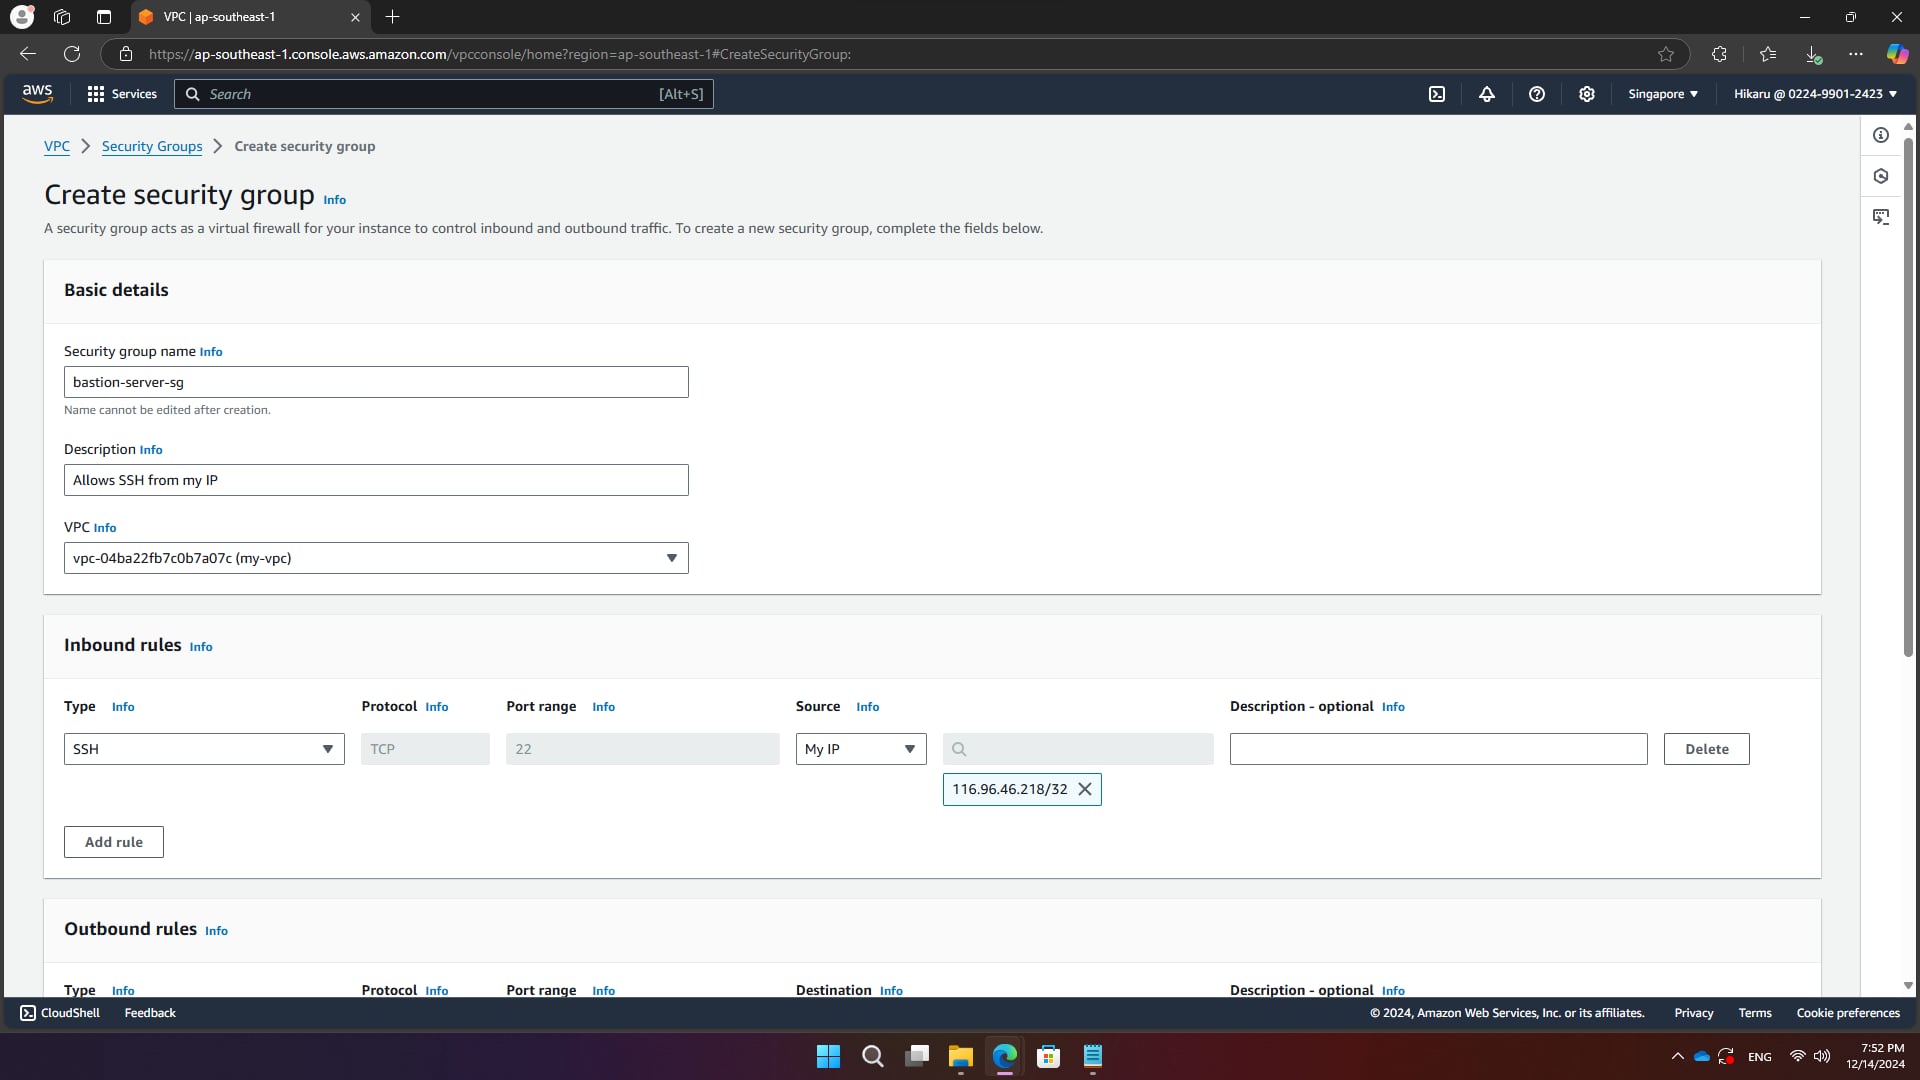 VPC | ap-southeast-1
https://ap-southeast-1.console.aws.amazon.com/vpcconsole/home?region=ap-southeast-1#CreateSecurityGroup:
aws Services Search [Alt+S] Singapore Hikaru @ 0224-9901-2423
VPC Security Groups Create security group
Create security group Info
A security group acts as a virtual firewall for your instance to control inbound and outbound traffic. To create a new security group, complete the fields below.
Basic details
Security group name Info
bastion-server-sg
Name cannot be edited after creation.
Description Info
Allows SSH from my IP
VPC Info
vpc-04ba22fb7c0b7a07c (my-vpc)
Inbound rules Info
Type Info Protocol Info Port range Info Source Info Description - optional Info
SSH TCP 22 My IP Delete
116.96.46.218/32
Add rule
Outbound rules Info
Type Info Protocol Info Port range Info Destination Info Description - optional Info
CloudShell Feedback © 2024, Amazon Web Services, Inc. or its affiliates. Privacy Terms Cookie preferences
ENG 7:52 PM
12/14/2024